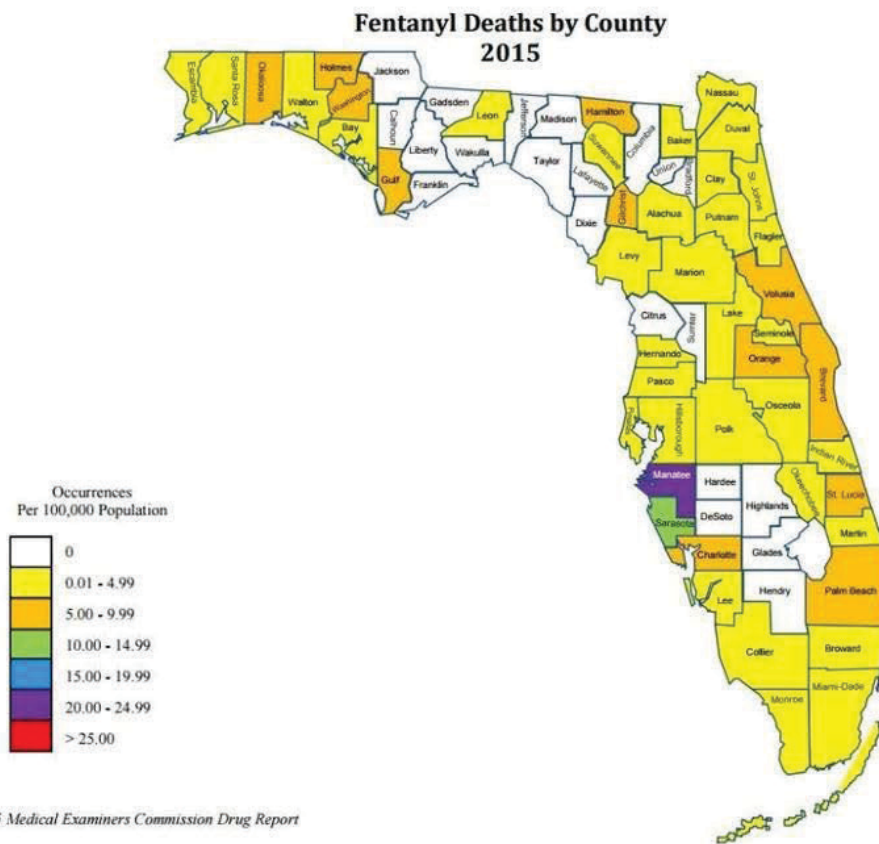 Fentanyl Deaths by County
2015
Escambia
Santa Rosa
Okaloosa
Walton
Holmes
Washington
Jackson
Bay
Calhoun
Gulf
Gadsden
Liberty
Franklin
Leon
Wakulla
Jefferson
Madison
Taylor
Hamilton
Suwannee
Lafayette
Dixie
Columbia
Gilchrist
Baker
Union
Bradford
Nassau
Duval
Clay
St. Johns
Alachua
Putnam
Flagler
Levy
Marion
Volusia
Citrus
Sumter
Lake
Seminole
Orange
Brevard
Hernando
Pasco
Pinellas
Hillsborough
Polk
Osceola
Indian River
Manatee
Hardee
Highlands
Okeechobee
St. Lucie
Sarasota
DeSoto
Martin
Charlotte
Glades
Palm Beach
Lee
Hendry
Collier
Broward
Monroe
Miami-Dade
Occurrences
Per 100,000 Population
0
0.01 - 4.99
5.00 - 9.99
10.00 - 14.99
15.00 - 19.99
20.00 - 24.99
> 25.00
Medical Examiners Commission Drug Report